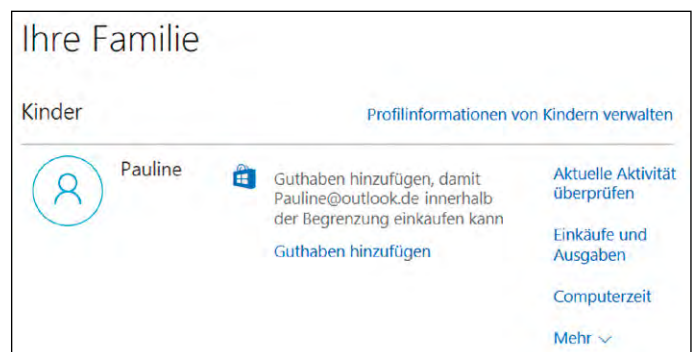 Ihre Familie
Kinder
Profilinformationen von Kindern verwalten
Pauline
Guthaben hinzufügen, damit
Pauline@outlook.de innerhalb
der Begrenzung einkaufen kann
Guthaben hinzufügen
Aktuelle Aktivität
überprüfen
Einkäufe und
Ausgaben
Computerzeit
Mehr